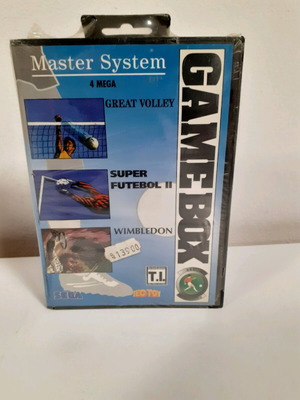 Master System
4 MEGA
GREAT VOLLEY
SUPER
FUTEBOL II
WIMBLEDON
GAME BOX
T.I.
SEGA